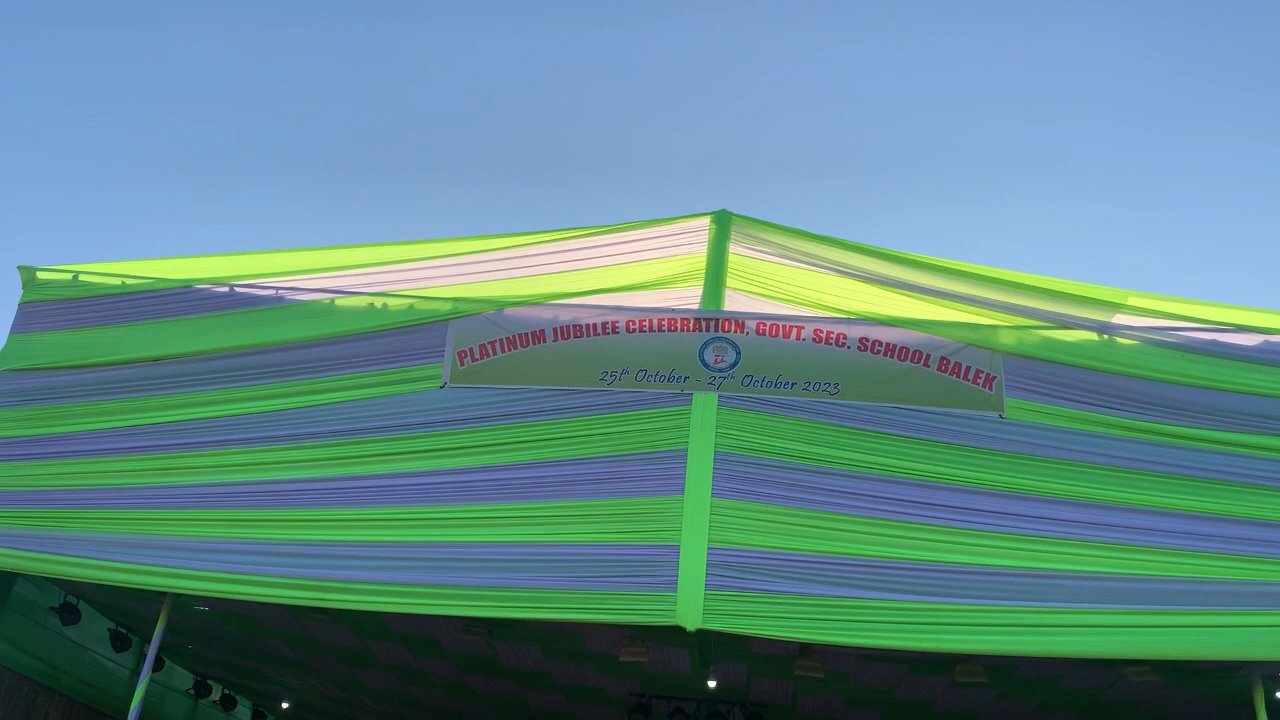 PLATINUM JUBILEE CELEBRATION, GOVT. SEC. SCHOOL BALEK
25th October - 27th October 2023